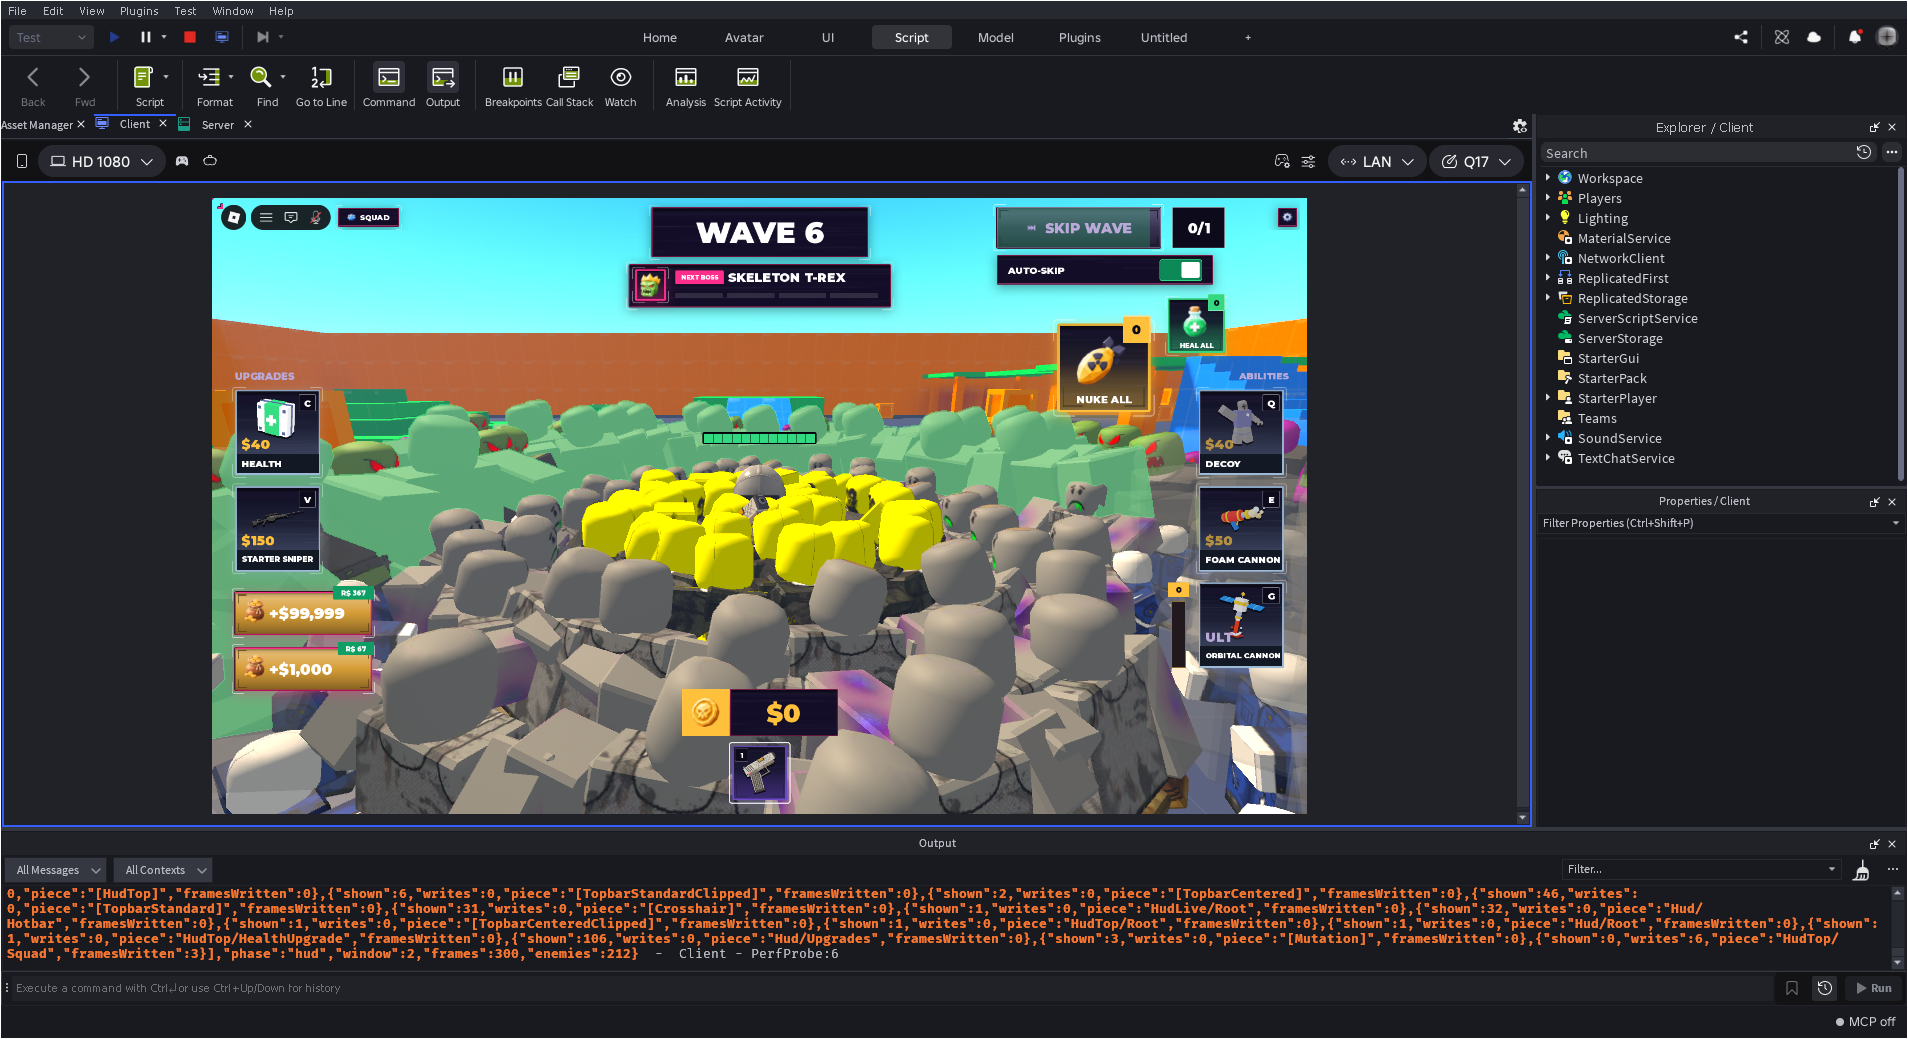 File Edit View Plugins Test Window Help
Test Home Avatar UI Script Model Plugins Untitled +
Back Fwd Script Format Find Go to Line Command Output Breakpoints Call Stack Watch Analysis Script Activity
Asset Manager Client Server
HD 1080 LAN Q17
SQUAD
WAVE 6
NEXT BOSS SKELETON T-REX
SKIP WAVE 0/1
AUTO-SKIP
0
HEAL ALL
0
NUKE ALL
UPGRADES
C
$40
HEALTH
V
$150
STARTER SNIPER
R$ 367
+$99,999
R$ 67
+$1,000
ABILITIES
Q
$40
DECOY
E
$50
FOAM CANNON
0
G
ULT
ORBITAL CANNON
$0
1
Explorer / Client
Search
Workspace
Players
Lighting
MaterialService
NetworkClient
ReplicatedFirst
ReplicatedStorage
ServerScriptService
ServerStorage
StarterGui
StarterPack
StarterPlayer
Teams
SoundService
TextChatService
Properties / Client
Filter Properties (Ctrl+Shift+P)
Output
All Messages All Contexts Filter...
0,"piece":"[HudTop]","framesWritten":0},{"shown":6,"writes":0,"piece":"[TopbarStandardClipped]","framesWritten":0},{"shown":2,"writes":0,"piece":"[TopbarCentered]","framesWritten":0},{"shown":46,"writes":
0,"piece":"[TopbarStandard]","framesWritten":0},{"shown":31,"writes":0,"piece":"[Crosshair]","framesWritten":0},{"shown":1,"writes":0,"piece":"HudLive/Root","framesWritten":0},{"shown":32,"writes":0,"piece":"Hud/
Hotbar","framesWritten":0},{"shown":1,"writes":0,"piece":"[TopbarCenteredClipped]","framesWritten":0},{"shown":1,"writes":0,"piece":"HudTop/Root","framesWritten":0},{"shown":1,"writes":0,"piece":"Hud/Root","framesWritten":0},{"shown":
1,"writes":0,"piece":"HudTop/HealthUpgrade","framesWritten":0},{"shown":106,"writes":0,"piece":"Hud/Upgrades","framesWritten":0},{"shown":3,"writes":0,"piece":"[Mutation]","framesWritten":0},{"shown":0,"writes":6,"piece":"HudTop/
Squad","framesWritten":3}],"phase":"hud","window":2,"frames":300,"enemies":212} - Client - PerfProbe:6
Execute a command with Ctrl+↵ or use Ctrl+Up/Down for history Run
MCP off